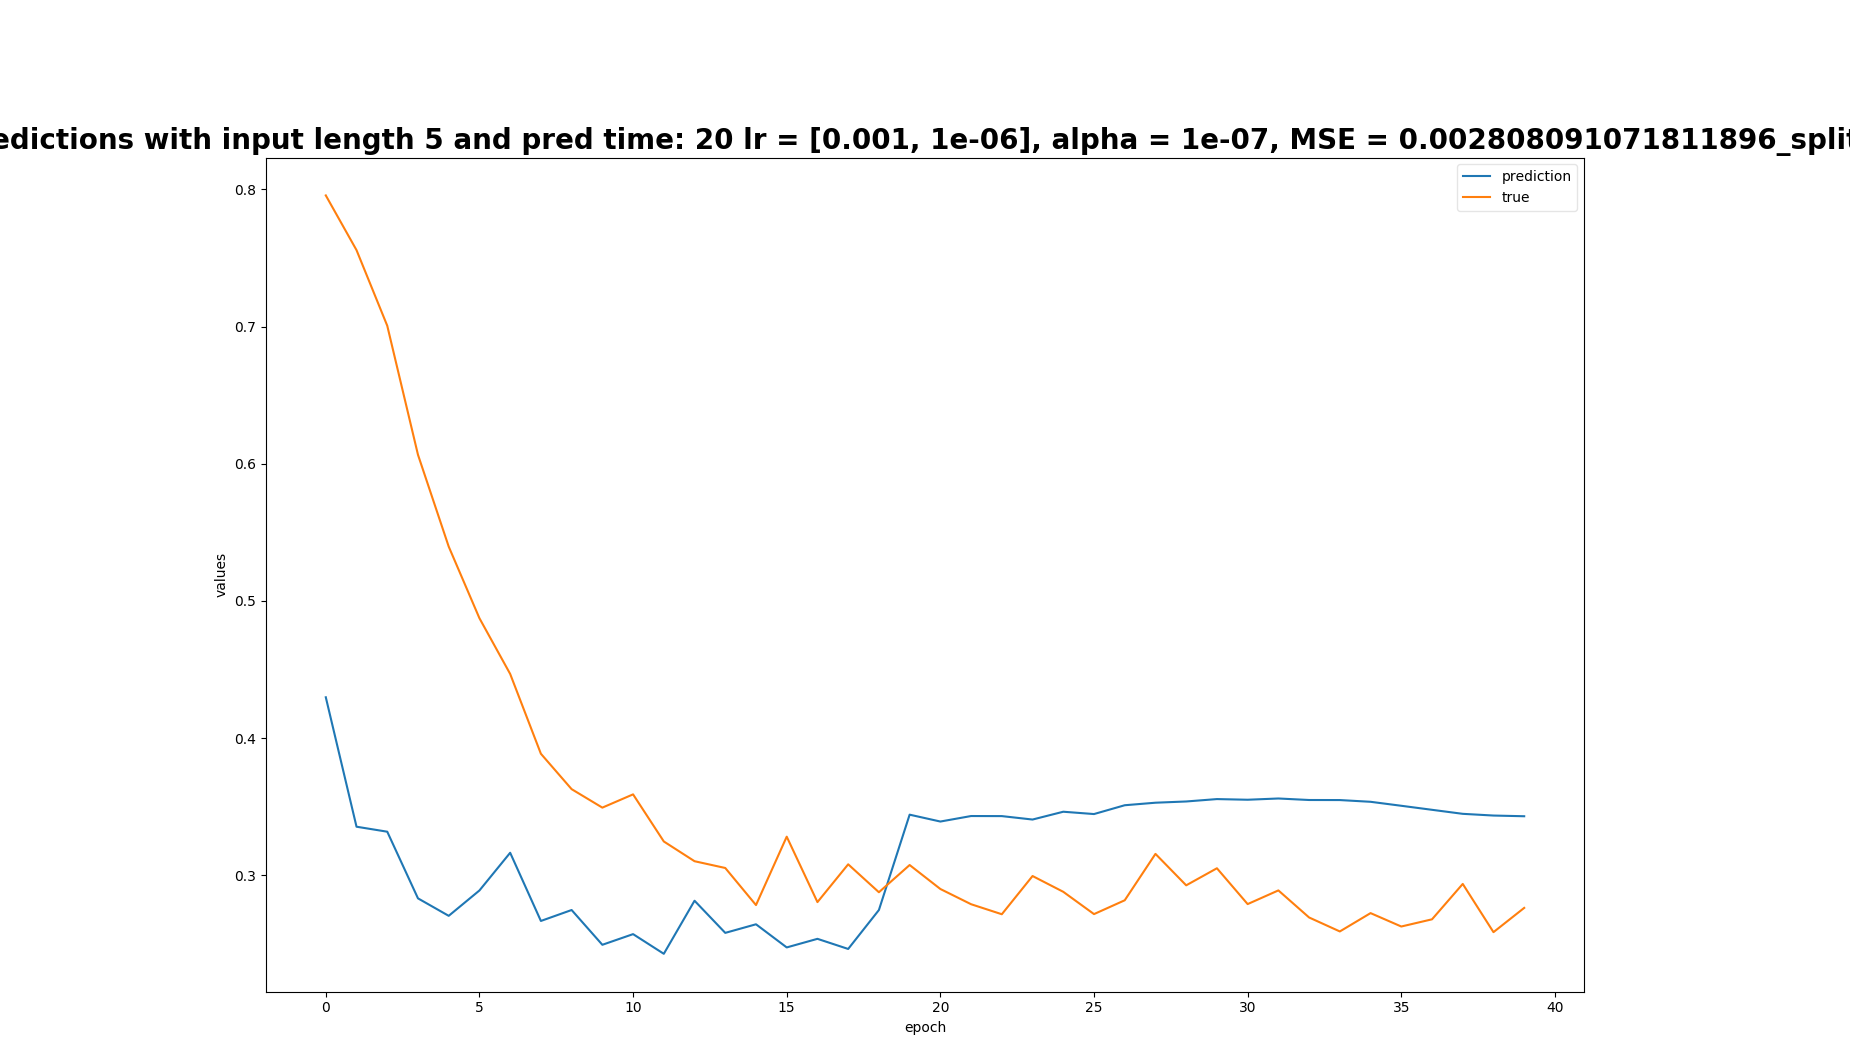 edictions with input length 5 and pred time: 20 lr = [0.001, 1e-06], alpha = 1e-07, MSE = 0.002808091071811896_split
prediction
true
0.8
0.7
0.6
0.5
0.4
0.3
values
0 5 10 15 20 25 30 35 40
epoch